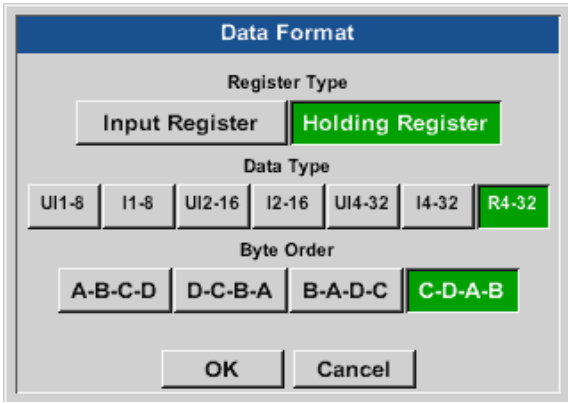 Data Format
Register Type
Input Register Holding Register
Data Type
UI1-8 I1-8 UI2-16 I2-16 UI4-32 I4-32 R4-32
Byte Order
A-B-C-D D-C-B-A B-A-D-C C-D-A-B
OK Cancel